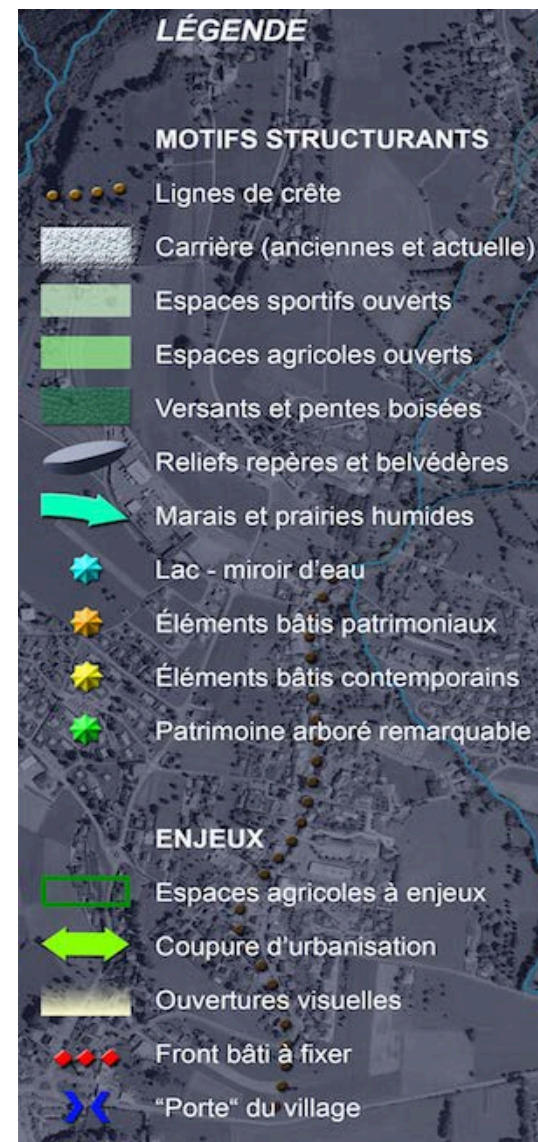 LÉGENDE
MOTIFS STRUCTURANTS
Lignes de crête
Carrière (anciennes et actuelle)
Espaces sportifs ouverts
Espaces agricoles ouverts
Versants et pentes boisées
Reliefs repères et belvédères
Marais et prairies humides
Lac - miroir d'eau
Éléments bâtis patrimoniaux
Éléments bâtis contemporains
Patrimoine arboré remarquable
ENJEUX
Espaces agricoles à enjeux
Coupure d'urbanisation
Ouvertures visuelles
Front bâti à fixer
“Porte“ du village